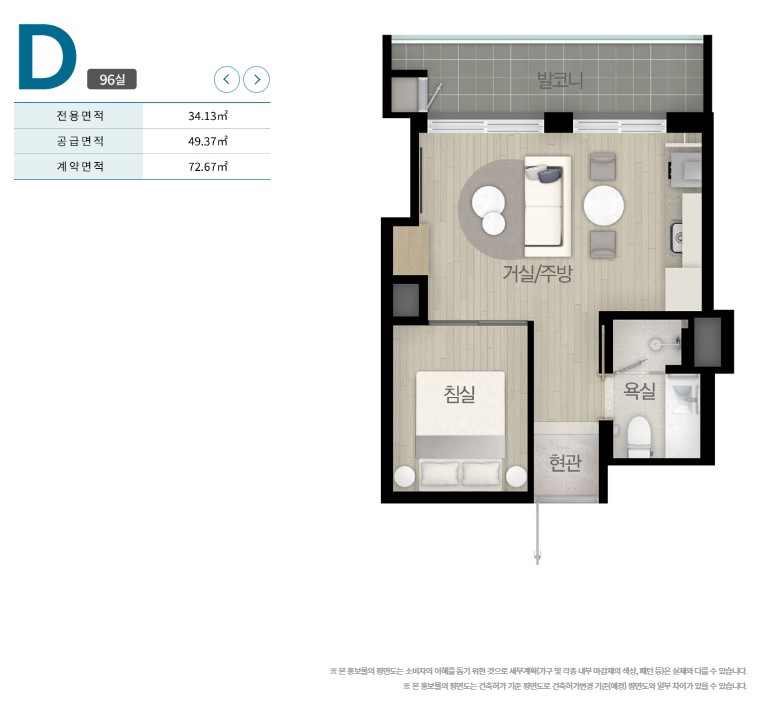 D 96실
전용면적 34.13㎡
공급면적 49.37㎡
계약면적 72.67㎡
발코니
거실/주방
침실
욕실
현관
※ 본 홍보물의 평면도는 소비자의 이해를 돕기 위한 것으로 세부계획(가구 및 각종 내부 마감재의 색상, 패턴 등)은 실제와 다를 수 있습니다.
※ 본 홍보물의 평면도는 건축허가 기준 평면도로 건축허가변경 기준(예정) 평면도와 일부 차이가 있을 수 있습니다.